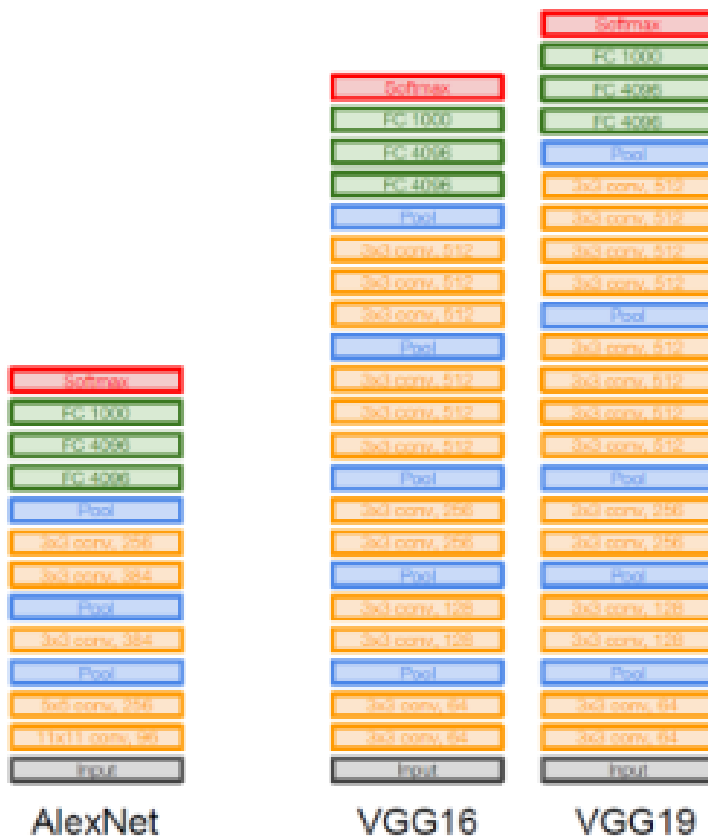 Softmax
FC 1000
FC 4096
FC 4096
Pool
3x3 conv, 256
3x3 conv, 384
Pool
3x3 conv, 384
Pool
5x5 conv, 256
11x11 conv, 96
Input
AlexNet
Softmax
FC 1000
FC 4096
FC 4096
Pool
3x3 conv, 512
3x3 conv, 512
3x3 conv, 512
Pool
3x3 conv, 512
3x3 conv, 512
3x3 conv, 512
Pool
3x3 conv, 256
3x3 conv, 256
Pool
3x3 conv, 128
3x3 conv, 128
Pool
3x3 conv, 64
3x3 conv, 64
Input
VGG16
Softmax
FC 1000
FC 4096
FC 4096
Pool
3x3 conv, 512
3x3 conv, 512
3x3 conv, 512
3x3 conv, 512
Pool
3x3 conv, 512
3x3 conv, 512
3x3 conv, 512
3x3 conv, 512
Pool
3x3 conv, 256
3x3 conv, 256
Pool
3x3 conv, 128
3x3 conv, 128
Pool
3x3 conv, 64
3x3 conv, 64
Input
VGG19